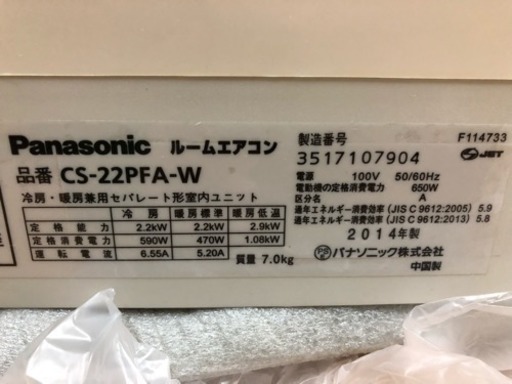 Panasonic ルームエアコン
品番 CS-22PFA-W
冷房・暖房兼用セパレート形室内ユニット
冷房 暖房標準 暖房低温
定格能力 2.2kW 2.2kW 2.9kW
定格消費電力 590W 470W 1.08kW
運転電流 6.55A 5.20A
質量 7.0kg
製造番号 F114733
3517107904 JET
電源 100V 50/60Hz
電動機の定格消費電力 650W
区分名 A
通年エネルギー消費効率 (JIS C 9612:2005) 5.9
通年エネルギー消費効率 (JIS C 9612:2013) 5.8
2014年製
PS E パナソニック株式会社
中国製